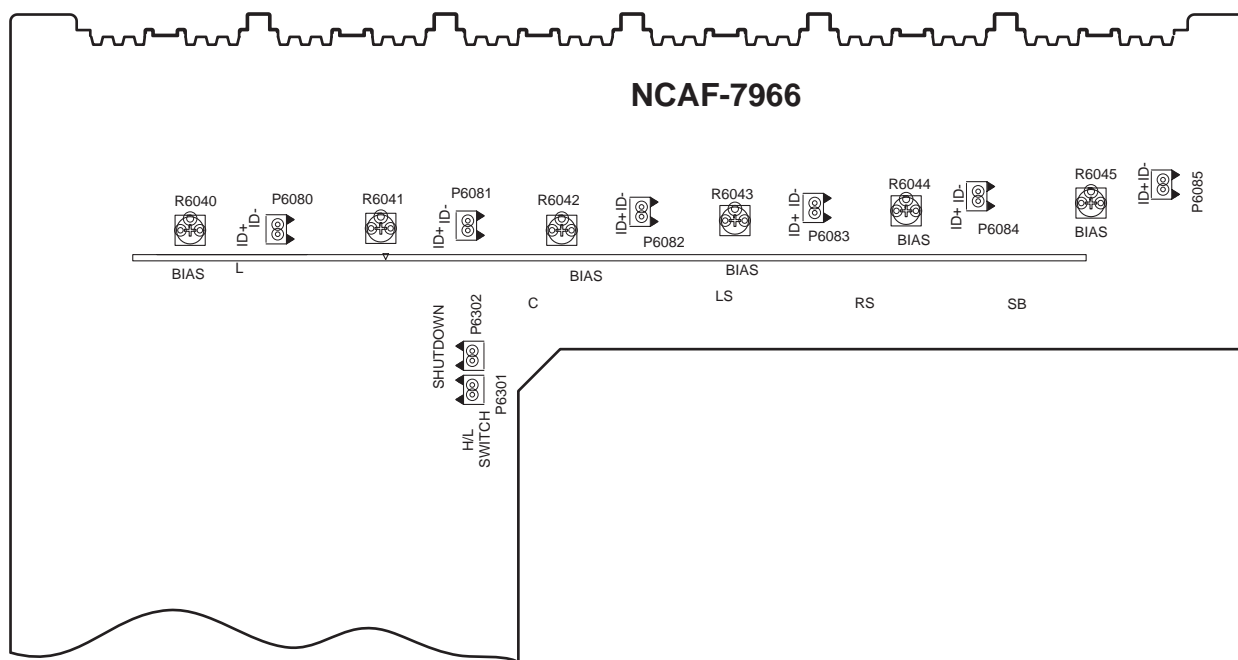 NCAF-7966
R6040
ID+ ID-
P6080
R6041
ID+ ID-
P6081
R6042
ID+ ID-
P6082
R6043
ID+ ID-
P6083
R6044
BIAS
ID+ ID-
P6084
R6045
BIAS
ID+ ID-
P6085
BIAS
L
BIAS
BIAS
C
LS
RS
SB
SHUTDOWN
P6302
P6301
H/L
SWITCH